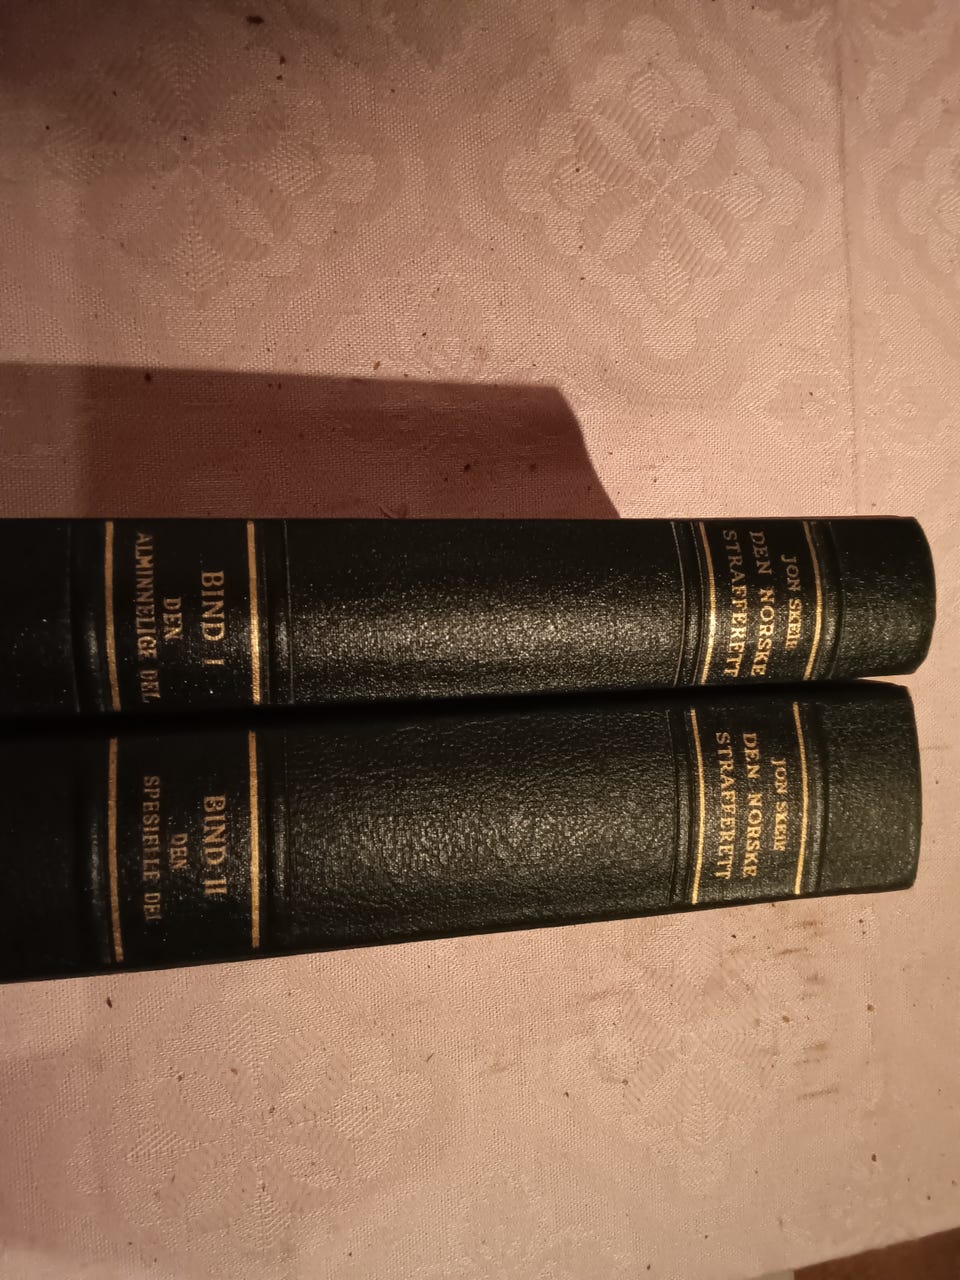 JON SKEIE
DEN NORSKE
STRAFFERETT
BIND I
DEN
ALMINNELIGE DEL
JON SKEIE
DEN NORSKE
STRAFFERETT
BIND II
DEN
SPESIELLE DEL